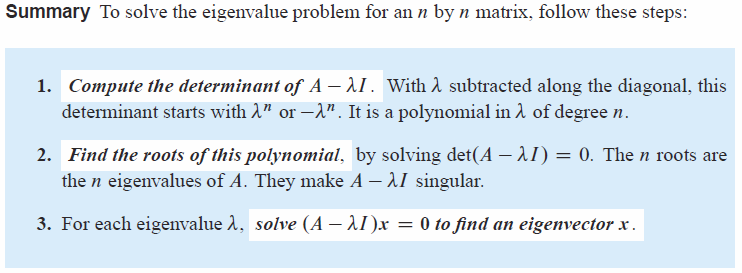 Summary To solve the eigenvalue problem for an n by n matrix, follow these steps:
1. Compute the determinant of A − λI. With λ subtracted along the diagonal, this
determinant starts with λⁿ or −λⁿ. It is a polynomial in λ of degree n.
2. Find the roots of this polynomial, by solving det(A − λI) = 0. The n roots are
the n eigenvalues of A. They make A − λI singular.
3. For each eigenvalue λ, solve (A − λI)x = 0 to find an eigenvector x.